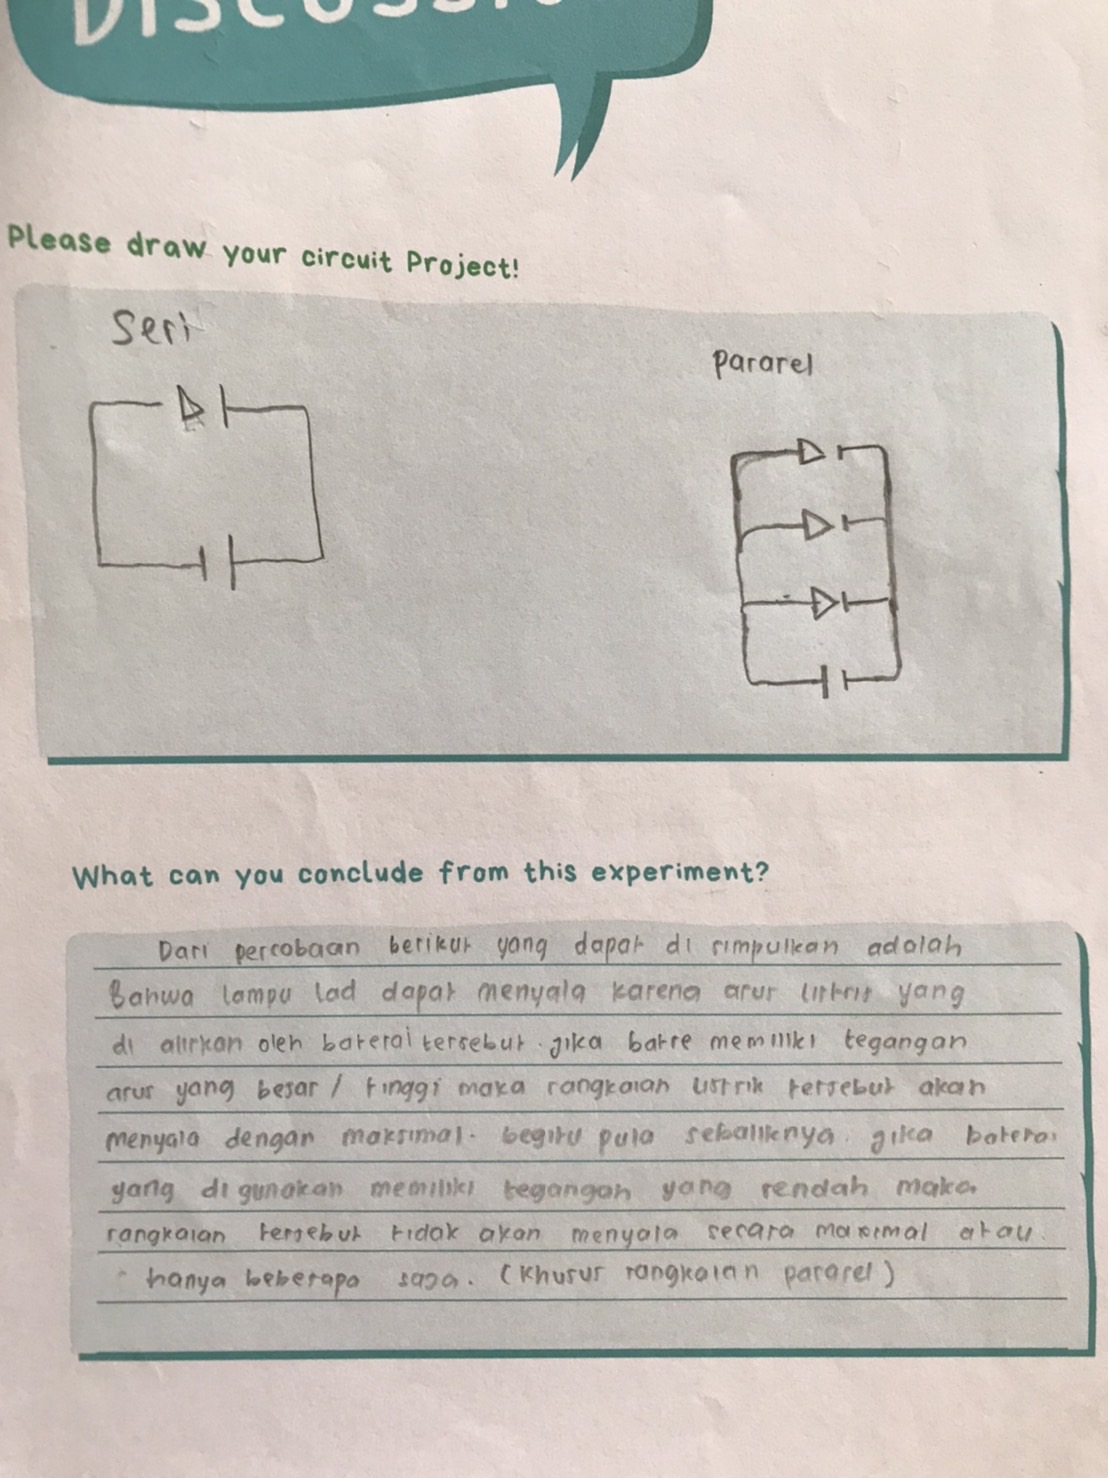 Please draw your circuit Project!
Seri
pararel
What can you conclude from this experiment?
Dari percobaan berikut yang dapat di simpulkan adalah
Bahwa lampu lad dapat menyala karena arus listrit yang
di alirkan oleh baterai tersebut. jika batre memiliki tegangan
arus yang besar / tinggi maka rangkaian listrik tersebut akan
menyala dengan maksimal. begitu pula sebaliknya. jika baterai
yang di gunakan memiliki tegangan yang rendah maka
rangkaian tersebut tidak akan menyala secara maximal atau
hanya beberapa saja. (khusus rangkaian pararel)